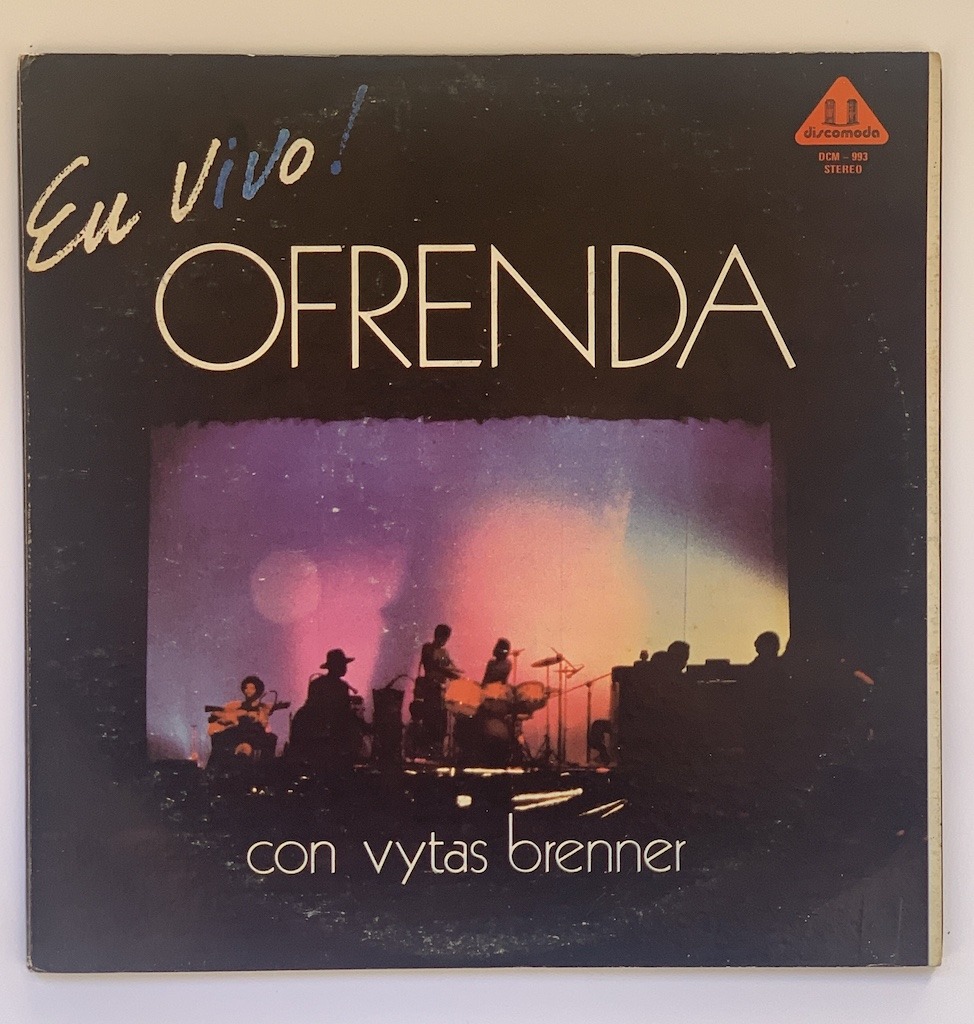 En vivo!
discomoda
DCM - 993
STEREO
OFRENDA
con vytas brenner